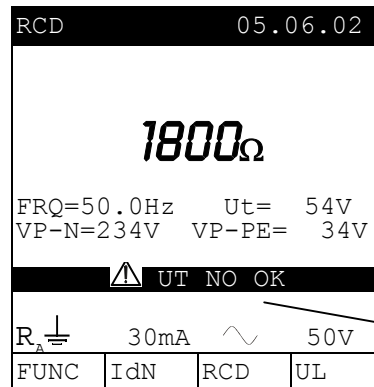 RCD 05.06.02
1800Ω
FRQ=50.0Hz Ut= 54V
VP-N=234V VP-PE= 34V
UT NO OK
RA 30mA 50V
FUNC IdN RCD UL